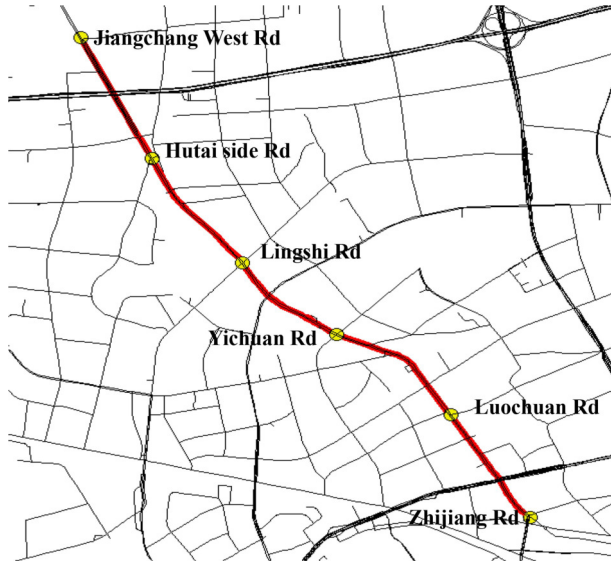 Jiangchang West Rd
Hutai side Rd
Lingshi Rd
Yichuan Rd
Luochuan Rd
Zhijiang Rd